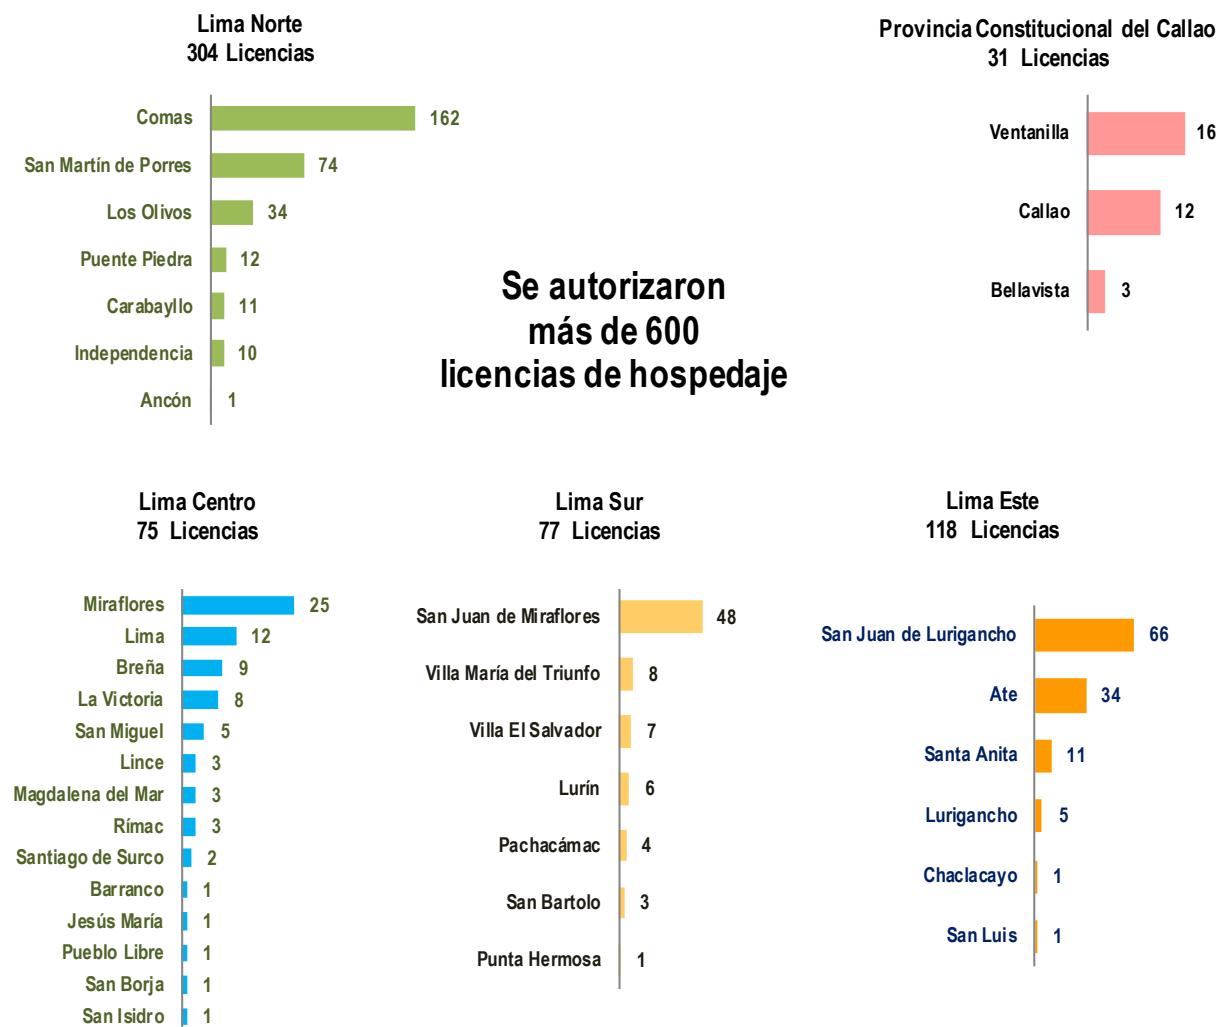 Lima Norte
304 Licencias
Comas 162
San Martín de Porres 74
Los Olivos 34
Puente Piedra 12
Carabayllo 11
Independencia 10
Ancón 1
Provincia Constitucional del Callao
31 Licencias
Ventanilla 16
Callao 12
Bellavista 3
Se autorizaron
más de 600
licencias de hospedaje
Lima Centro
75 Licencias
Miraflores 25
Lima 12
Breña 9
La Victoria 8
San Miguel 5
Lince 3
Magdalena del Mar 3
Rímac 3
Santiago de Surco 2
Barranco 1
Jesús María 1
Pueblo Libre 1
San Borja 1
San Isidro 1
Lima Sur
77 Licencias
San Juan de Miraflores 48
Villa María del Triunfo 8
Villa El Salvador 7
Lurín 6
Pachacámac 4
San Bartolo 3
Punta Hermosa 1
Lima Este
118 Licencias
San Juan de Lurigancho 66
Ate 34
Santa Anita 11
Lurigancho 5
Chaclacayo 1
San Luis 1